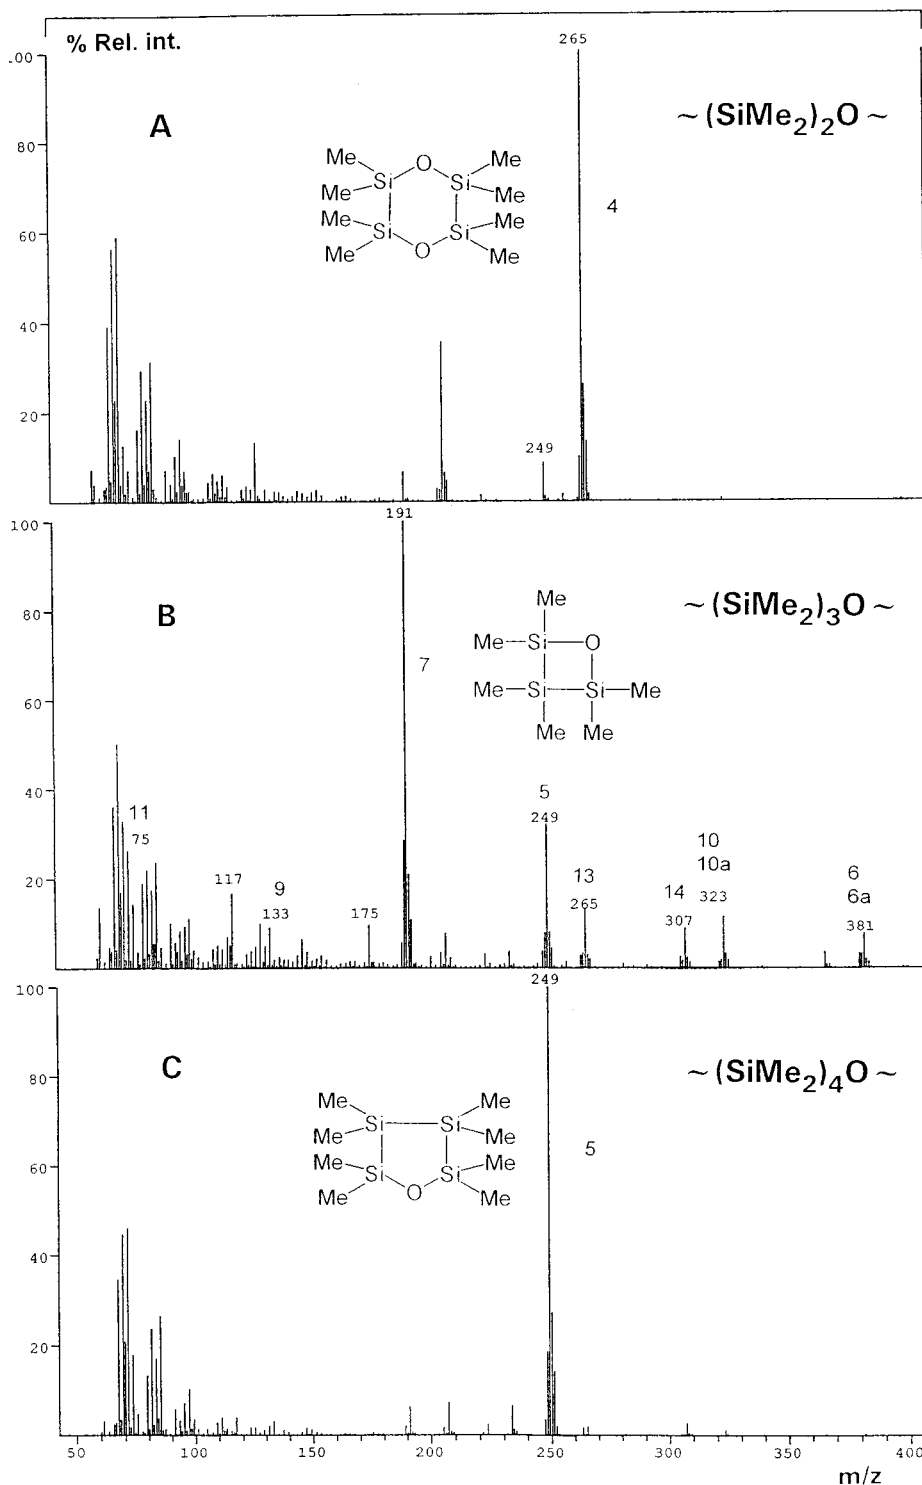 % Rel. int.
.00
80
60
40
20
A
265
4
249
~ (SiMe2)2O ~
Me
O
Me
Me
Si
Si
Me
Me
Si
Si
Me
Me
O
Me
100
80
60
40
20
B
191
7
~ (SiMe2)3O ~
Me
Me
Si
O
Me
Si
Si
Me
Me
Me
11
75
117
9
133
175
5
249
13
265
14
307
10
10a
323
6
6a
381
100
80
60
40
20
C
249
5
~ (SiMe2)4O ~
Me
Me
Si
Si
Me
Me
Me
Me
Si
Si
Me
O
Me
50
100
150
200
250
300
350
400
m/z